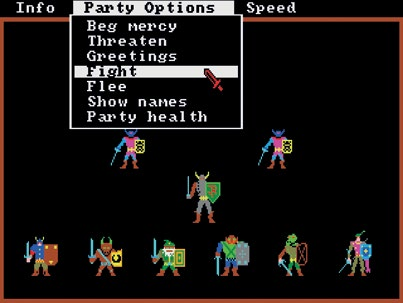 Info Party Options Speed
Beg mercy
Threaten
Greetings
Fight
Flee
Show names
Party health